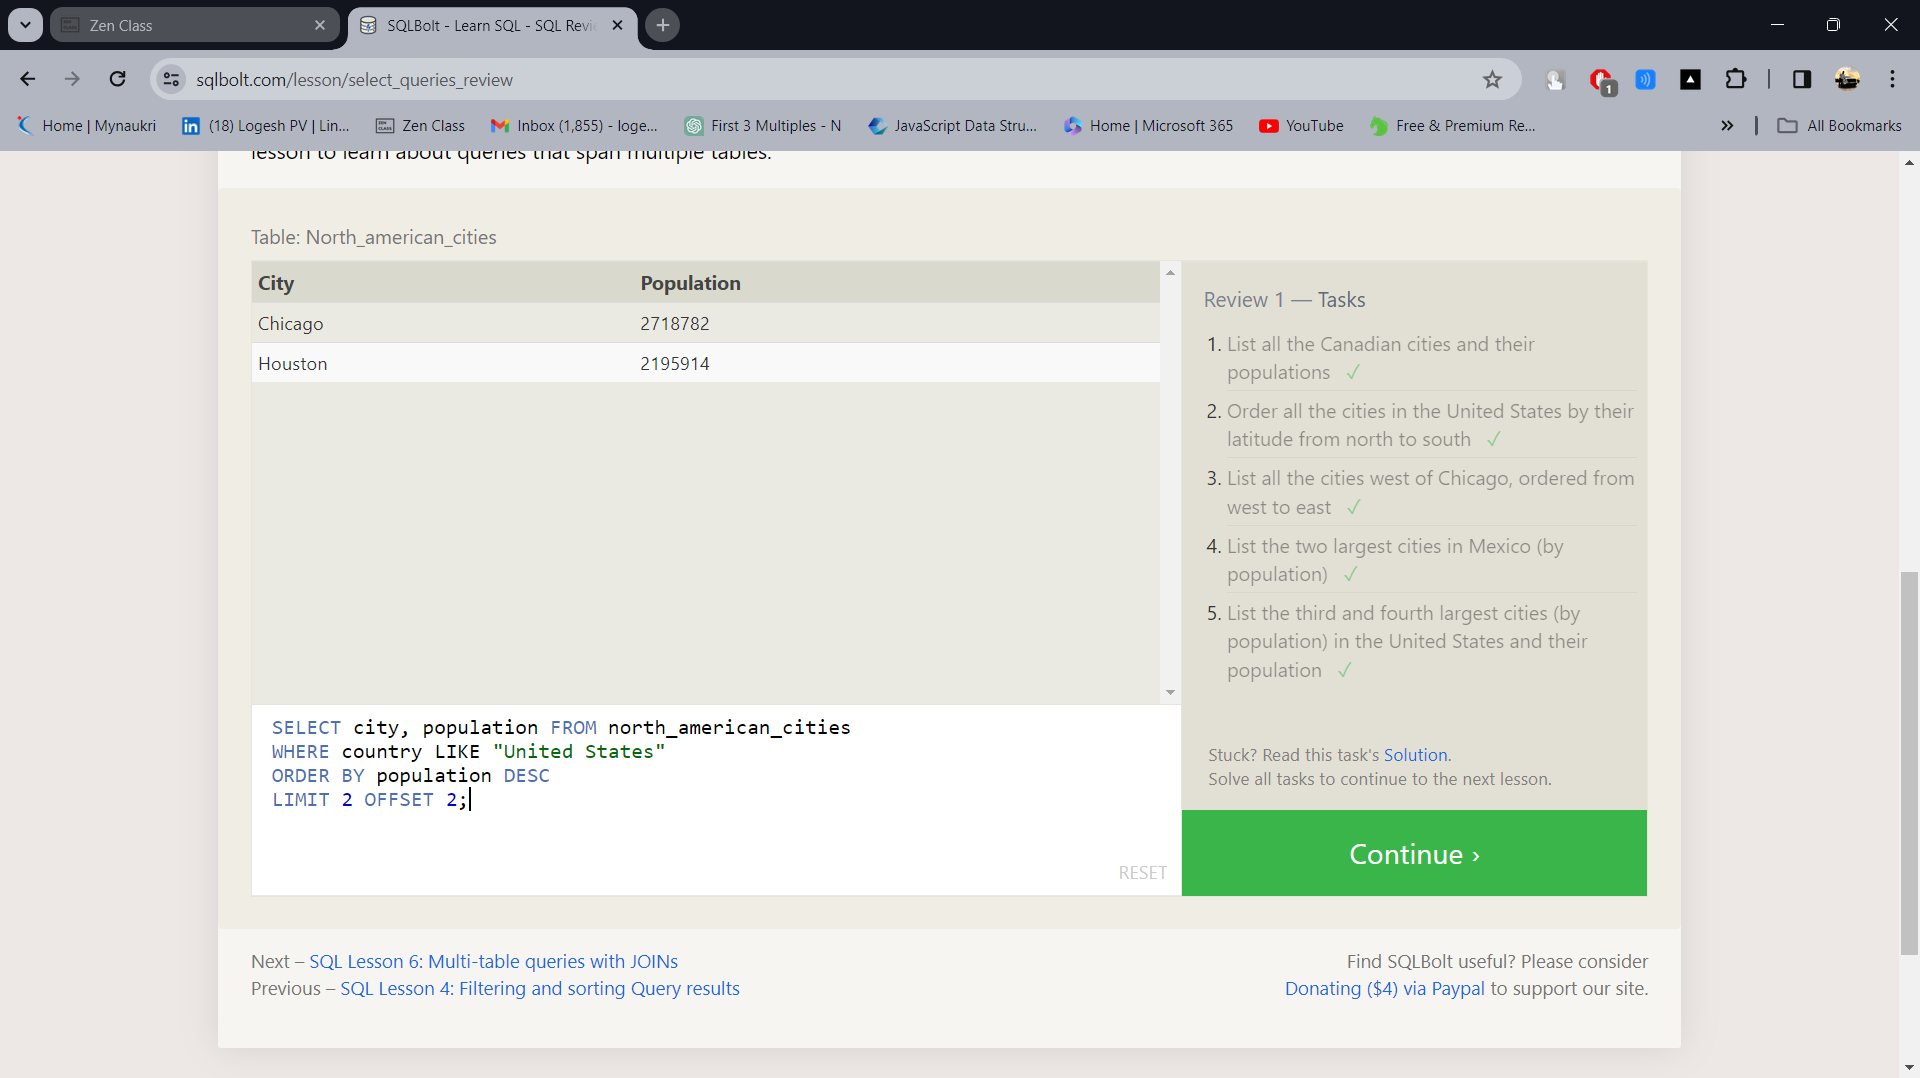 Zen Class
SQLBolt - Learn SQL - SQL Revi
sqlbolt.com/lesson/select_queries_review
1
Home | Mynaukri
(18) Logesh PV | Lin...
Zen Class
Inbox (1,855) - loge...
First 3 Multiples - N
JavaScript Data Stru...
Home | Microsoft 365
YouTube
Free & Premium Re...
»
All Bookmarks
lesson to learn about queries that span multiple tables.
Table: North_american_cities
City Population
Chicago 2718782
Houston 2195914
Review 1 — Tasks
1. List all the Canadian cities and their
populations ✓
2. Order all the cities in the United States by their
latitude from north to south ✓
3. List all the cities west of Chicago, ordered from
west to east ✓
4. List the two largest cities in Mexico (by
population) ✓
5. List the third and fourth largest cities (by
population) in the United States and their
population ✓
Stuck? Read this task's Solution.
Solve all tasks to continue to the next lesson.
Continue ›
SELECT city, population FROM north_american_cities
WHERE country LIKE "United States"
ORDER BY population DESC
LIMIT 2 OFFSET 2;
RESET
Next – SQL Lesson 6: Multi-table queries with JOINs
Previous – SQL Lesson 4: Filtering and sorting Query results
Find SQLBolt useful? Please consider
Donating ($4) via Paypal to support our site.